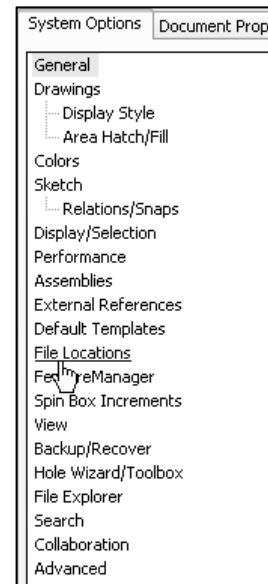 System Options Document Prop
General
Drawings
Display Style
Area Hatch/Fill
Colors
Sketch
Relations/Snaps
Display/Selection
Performance
Assemblies
External References
Default Templates
File Locations
FeatureManager
Spin Box Increments
View
Backup/Recover
Hole Wizard/Toolbox
File Explorer
Search
Collaboration
Advanced